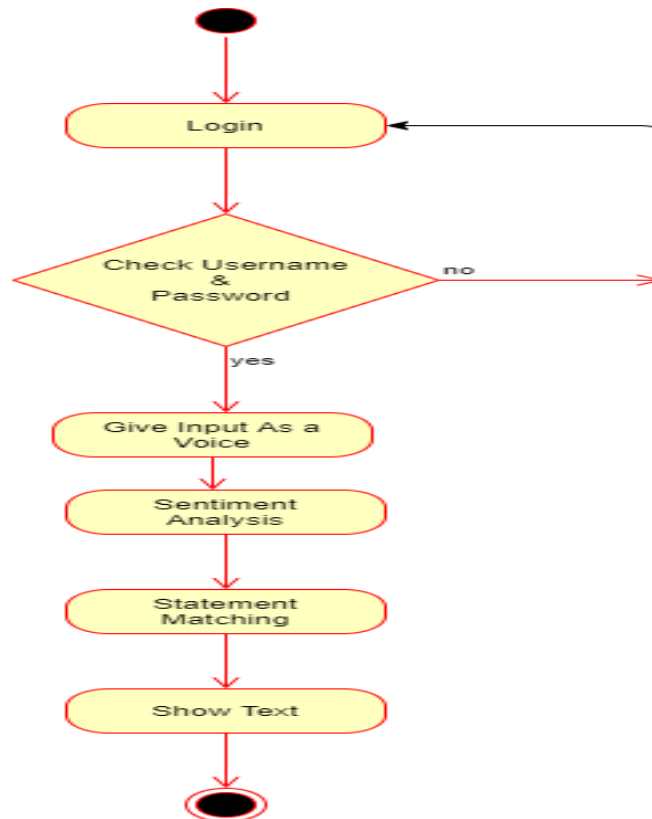 Login
Check Username
&
Password
no
yes
Give Input As a
Voice
Sentiment
Analysis
Statement
Matching
Show Text